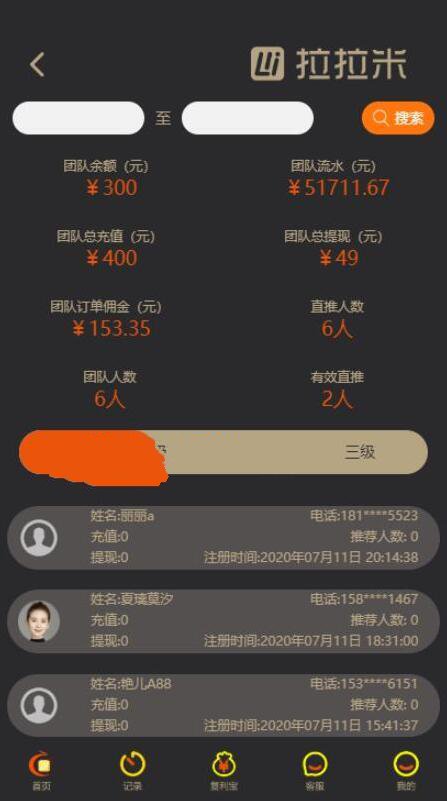 拉拉米
至
搜索
团队余额（元） 团队流水（元）
￥300 ￥51711.67
团队总充值（元） 团队总提现（元）
￥400 ￥49
团队订单佣金（元） 直推人数
￥153.35 6人
团队人数 有效直推
6人 2人
三级
姓名:丽丽a 电话:181****5523
充值:0 推荐人数: 0
提现:0 注册时间:2020年07月11日 20:14:38
姓名:夏璃莫汐 电话:158****1467
充值:0 推荐人数: 0
提现:0 注册时间:2020年07月11日 18:31:00
姓名:艳儿A88 电话:153****6151
充值:0 推荐人数: 0
提现:0 注册时间:2020年07月11日 15:41:37
首页 记录 复利宝 客服 我的